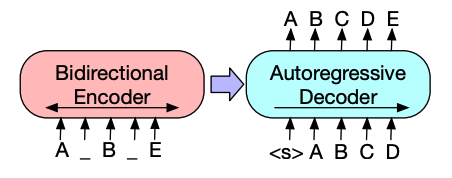 A B C D E
Bidirectional
Encoder
Autoregressive
Decoder
A _ B _ E
<s> A B C D